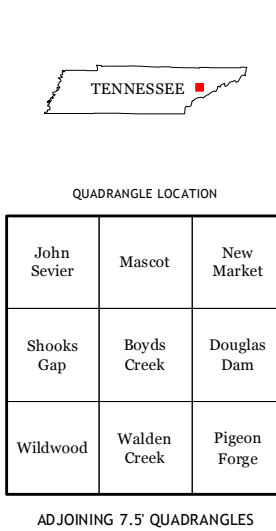 TENNESSEE
QUADRANGLE LOCATION
John
Sevier
Mascot
New
Market
Shooks
Gap
Boyds
Creek
Douglas
Dam
Wildwood
Walden
Creek
Pigeon
Forge
ADJOINING 7.5' QUADRANGLES